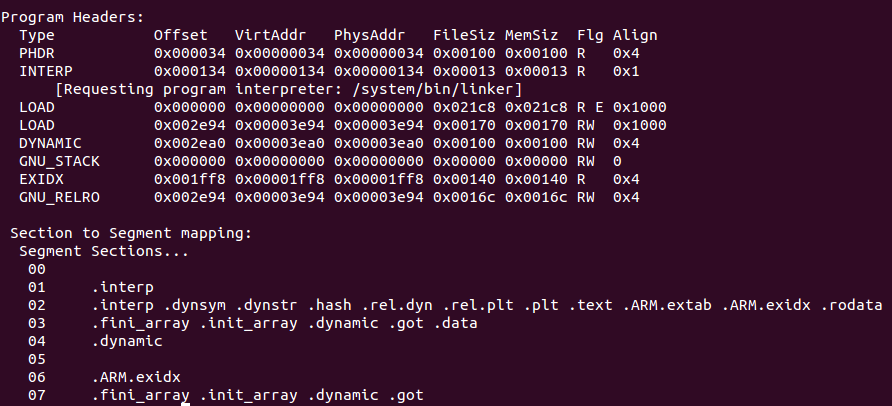 Program Headers:
  Type           Offset   VirtAddr   PhysAddr   FileSiz MemSiz  Flg Align
  PHDR           0x000034 0x00000034 0x00000034 0x00100 0x00100 R   0x4
  INTERP         0x000134 0x00000134 0x00000134 0x00013 0x00013 R   0x1
      [Requesting program interpreter: /system/bin/linker]
  LOAD           0x000000 0x00000000 0x00000000 0x021c8 0x021c8 R E 0x1000
  LOAD           0x002e94 0x00003e94 0x00003e94 0x00170 0x00170 RW  0x1000
  DYNAMIC        0x002ea0 0x00003ea0 0x00003ea0 0x00100 0x00100 RW  0x4
  GNU_STACK      0x000000 0x00000000 0x00000000 0x00000 0x00000 RW  0
  EXIDX          0x001ff8 0x00001ff8 0x00001ff8 0x00140 0x00140 R   0x4
  GNU_RELRO      0x002e94 0x00003e94 0x00003e94 0x0016c 0x0016c RW  0x4

 Section to Segment mapping:
  Segment Sections...
   00
   01     .interp
   02     .interp .dynsym .dynstr .hash .rel.dyn .rel.plt .plt .text .ARM.extab .ARM.exidx .rodata
   03     .fini_array .init_array .dynamic .got .data
   04     .dynamic
   05
   06     .ARM.exidx
   07     .fini_array .init_array .dynamic .got